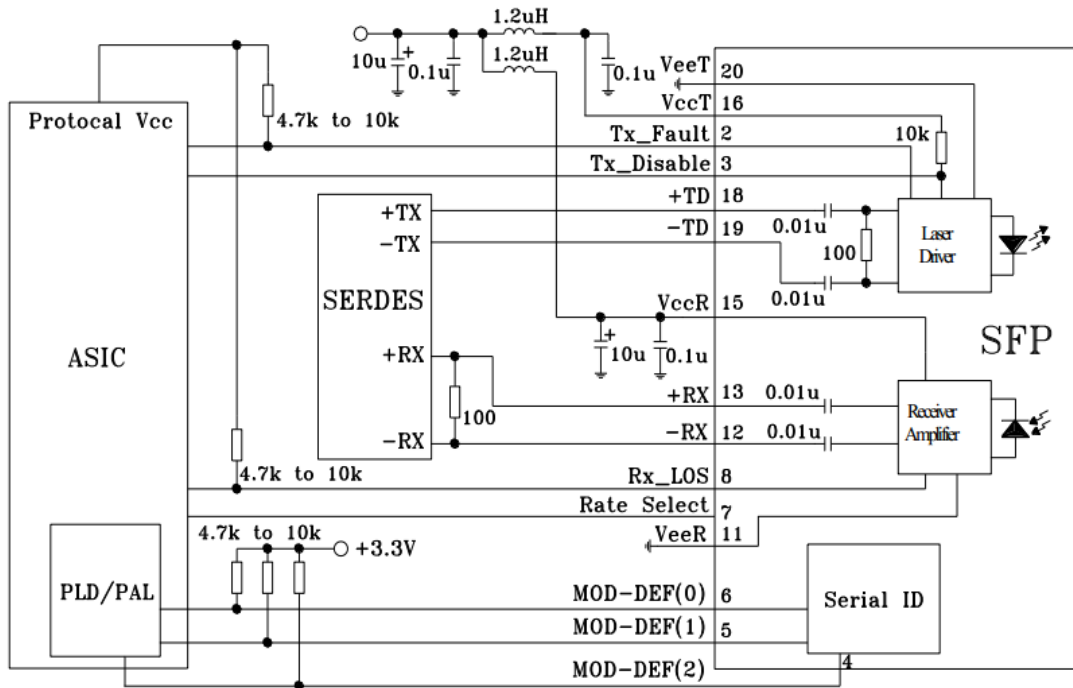 1.2uH
10u
+
0.1u
1.2uH
0.1u
VeeT 20
VccT 16
Protocal Vcc
4.7k to 10k
Tx_Fault 2
10k
Tx_Disable 3
+TD 18
+TX
0.01u
-TD 19
-TX
100
Laser
Driver
SERDES
0.01u
VccR 15
SFP
ASIC
+RX
+
10u
0.1u
+RX 13
0.01u
100
Receiver
Amplifier
-RX
-RX 12
0.01u
4.7k to 10k
Rx_LOS 8
Rate Select 7
4.7k to 10k
VeeR 11
+3.3V
PLD/PAL
MOD-DEF(0) 6
Serial ID
MOD-DEF(1) 5
MOD-DEF(2) 4